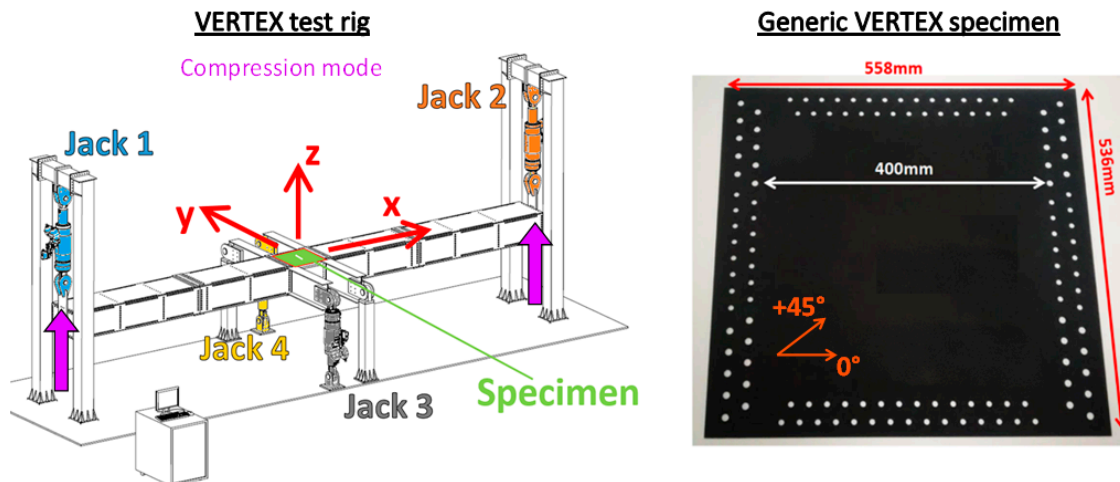 VERTEX test rig
Compression mode
Jack 1
Jack 2
z
y
x
Jack 4
Jack 3
Specimen
Generic VERTEX specimen
558mm
400mm
536mm
+45°
0°